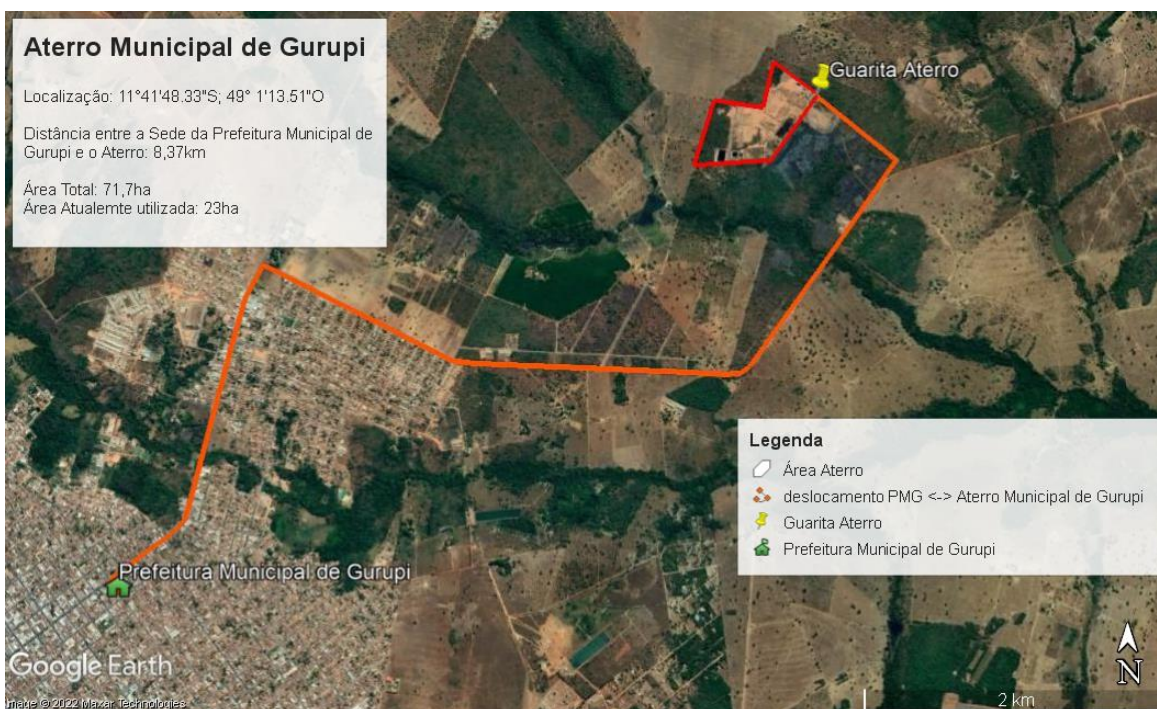 Aterro Municipal de Gurupi
Localização: 11°41'48.33"S; 49° 1'13.51"O
Distância entre a Sede da Prefeitura Municipal de
Gurupi e o Aterro: 8,37km
Área Total: 71,7ha
Área Atualemte utilizada: 23ha
Guarita Aterro
Prefeitura Municipal de Gurupi
Legenda
Área Aterro
deslocamento PMG <-> Aterro Municipal de Gurupi
Guarita Aterro
Prefeitura Municipal de Gurupi
Google Earth
Image © 2022 Maxar Technologies
N
2 km